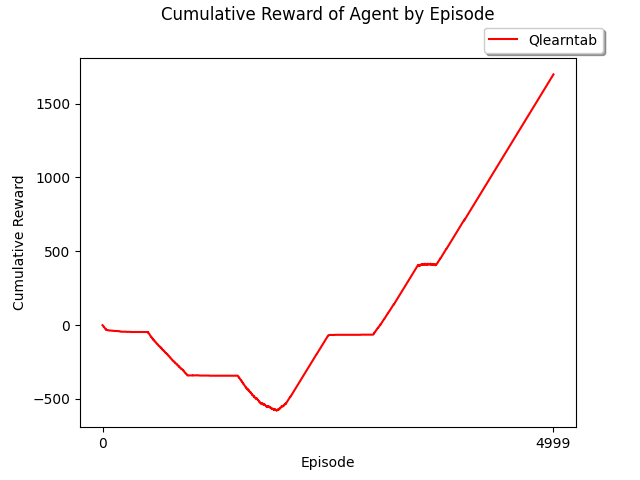 Cumulative Reward of Agent by Episode
Qlearntab
1500
1000
500
0
−500
Cumulative Reward
0
4999
Episode